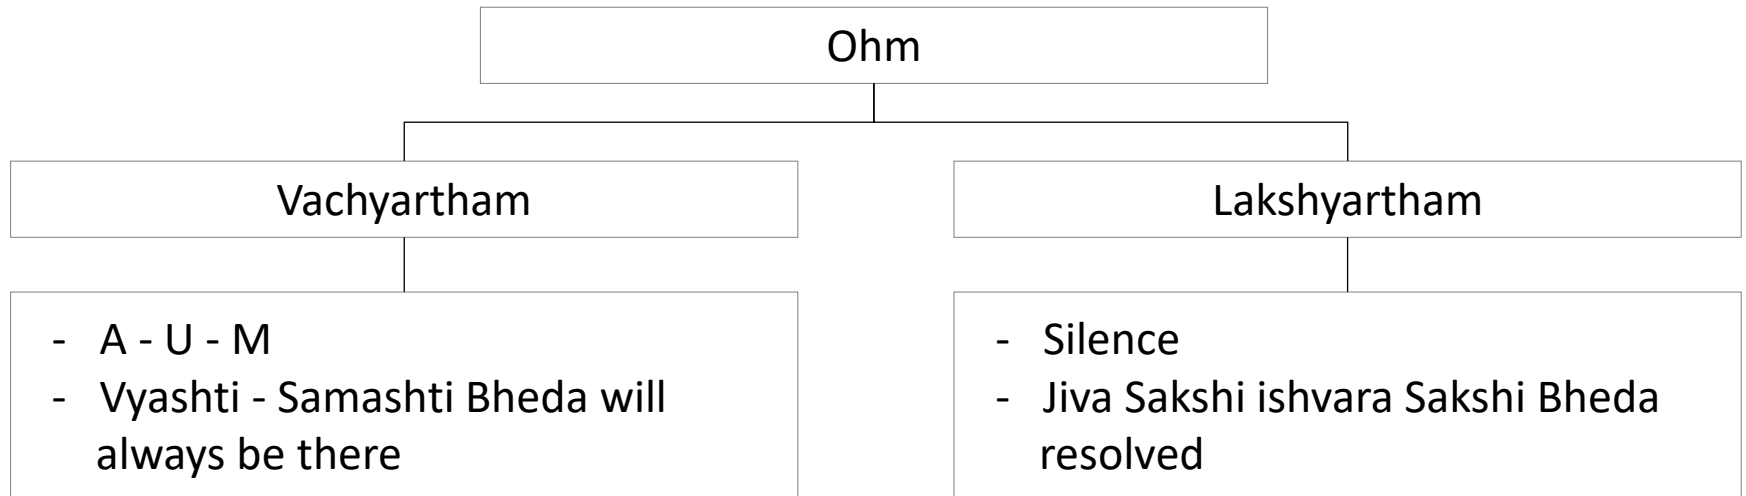 Ohm
Vachyartham
Lakshyartham
- A - U - M
- Vyashti - Samashti Bheda will
always be there
- Silence
- Jiva Sakshi ishvara Sakshi Bheda
resolved